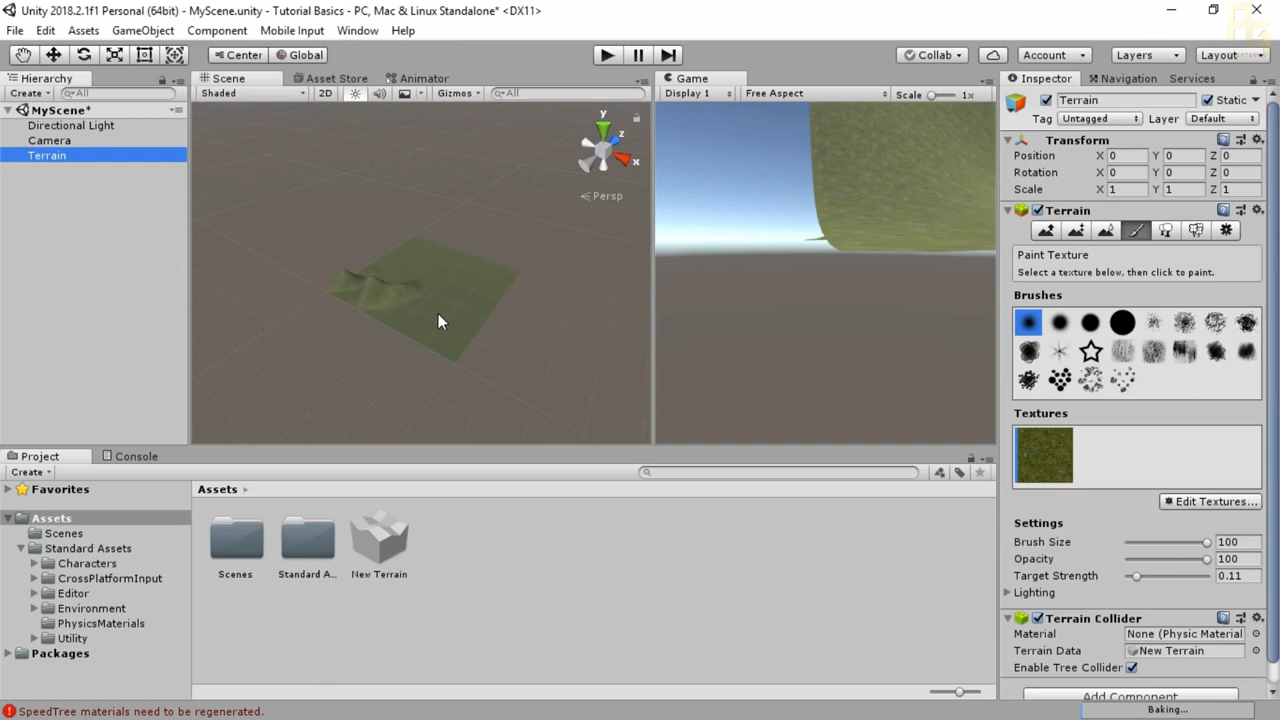 Unity 2018.2.1f1 Personal (64bit) - MyScene.unity - Tutorial Basics - PC, Mac & Linux Standalone* <DX11>
File Edit Assets GameObject Component Mobile Input Window Help
Center Global Collab Account Layers Layout
Hierarchy Scene Asset Store Animator Game Inspector Navigation Services
Create All Shaded 2D Gizmos All Display 1 Free Aspect Scale 1x
Terrain Static
MyScene*
Directional Light
Camera
Terrain
Tag Untagged Layer Default
Transform
Position X 0 Y 0 Z 0
Rotation X 0 Y 0 Z 0
Scale X 1 Y 1 Z 1
y
z
x
Persp
Terrain
Paint Texture
Select a texture below, then click to paint.
Brushes
Textures
Edit Textures...
Settings
Brush Size 100
Opacity 100
Target Strength 0.11
Lighting
Terrain Collider
Material None (Physic Material
Terrain Data New Terrain
Enable Tree Collider
Add Component
Project Console
Create
Favorites
Assets
Scenes
Standard Assets
Characters
CrossPlatformInput
Editor
Environment
PhysicsMaterials
Utility
Packages
Assets
Scenes Standard A... New Terrain
SpeedTree materials need to be regenerated.
Baking...